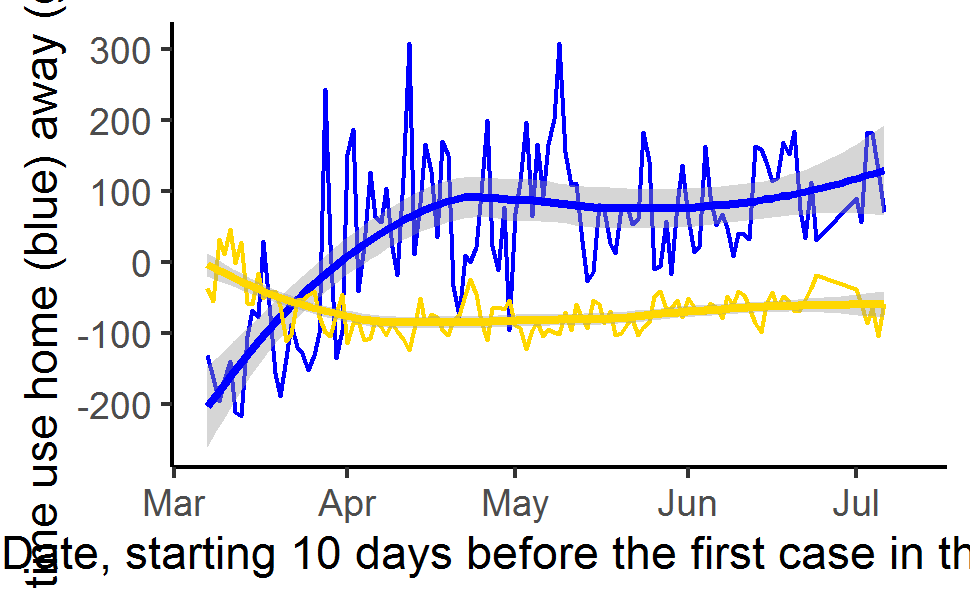 time use home (blue) away (
300
200
100
0
-100
-200
Mar Apr May Jun Jul
Date, starting 10 days before the first case in th